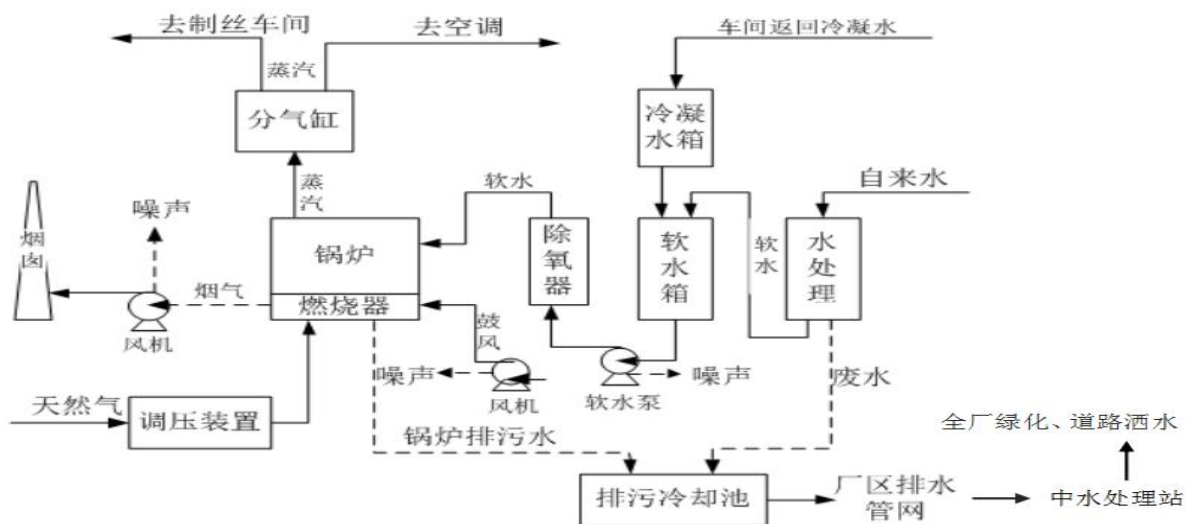 去制丝车间
去空调
车间返回冷凝水
蒸汽
分气缸
冷凝
水箱
自来水
蒸汽
软水
噪声
烟囱
锅炉
除氧器
软水箱
软水
水处理
烟气
燃烧器
风机
鼓风
噪声
风机
软水泵
噪声
废水
天然气
调压装置
锅炉排污水
全厂绿化、道路洒水
排污冷却池
厂区排水
管网
中水处理站